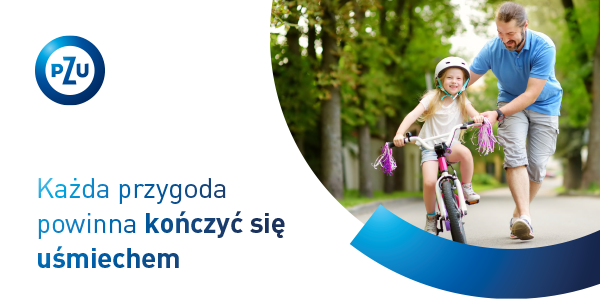 PZU
Każda przygoda
powinna kończyć się
uśmiechem